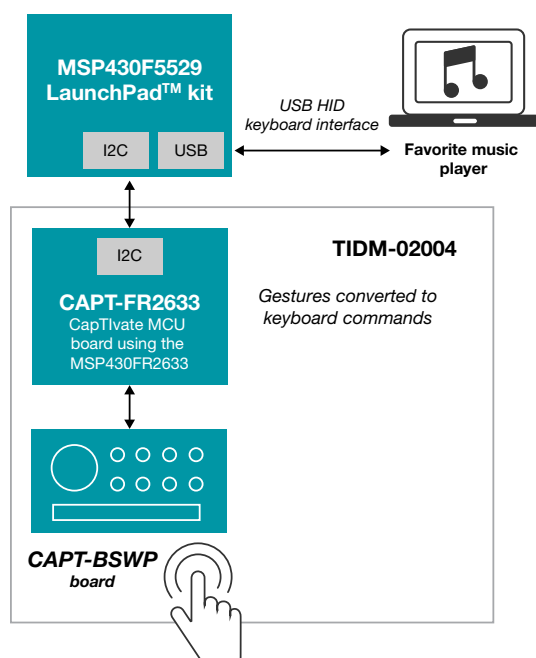 MSP430F5529
LaunchPad™ kit
I2C
USB
USB HID
keyboard interface
Favorite music
player
I2C
TIDM-02004
CAPT-FR2633
CapTIvate MCU
board using the
MSP430FR2633
Gestures converted to
keyboard commands
CAPT-BSWP
board